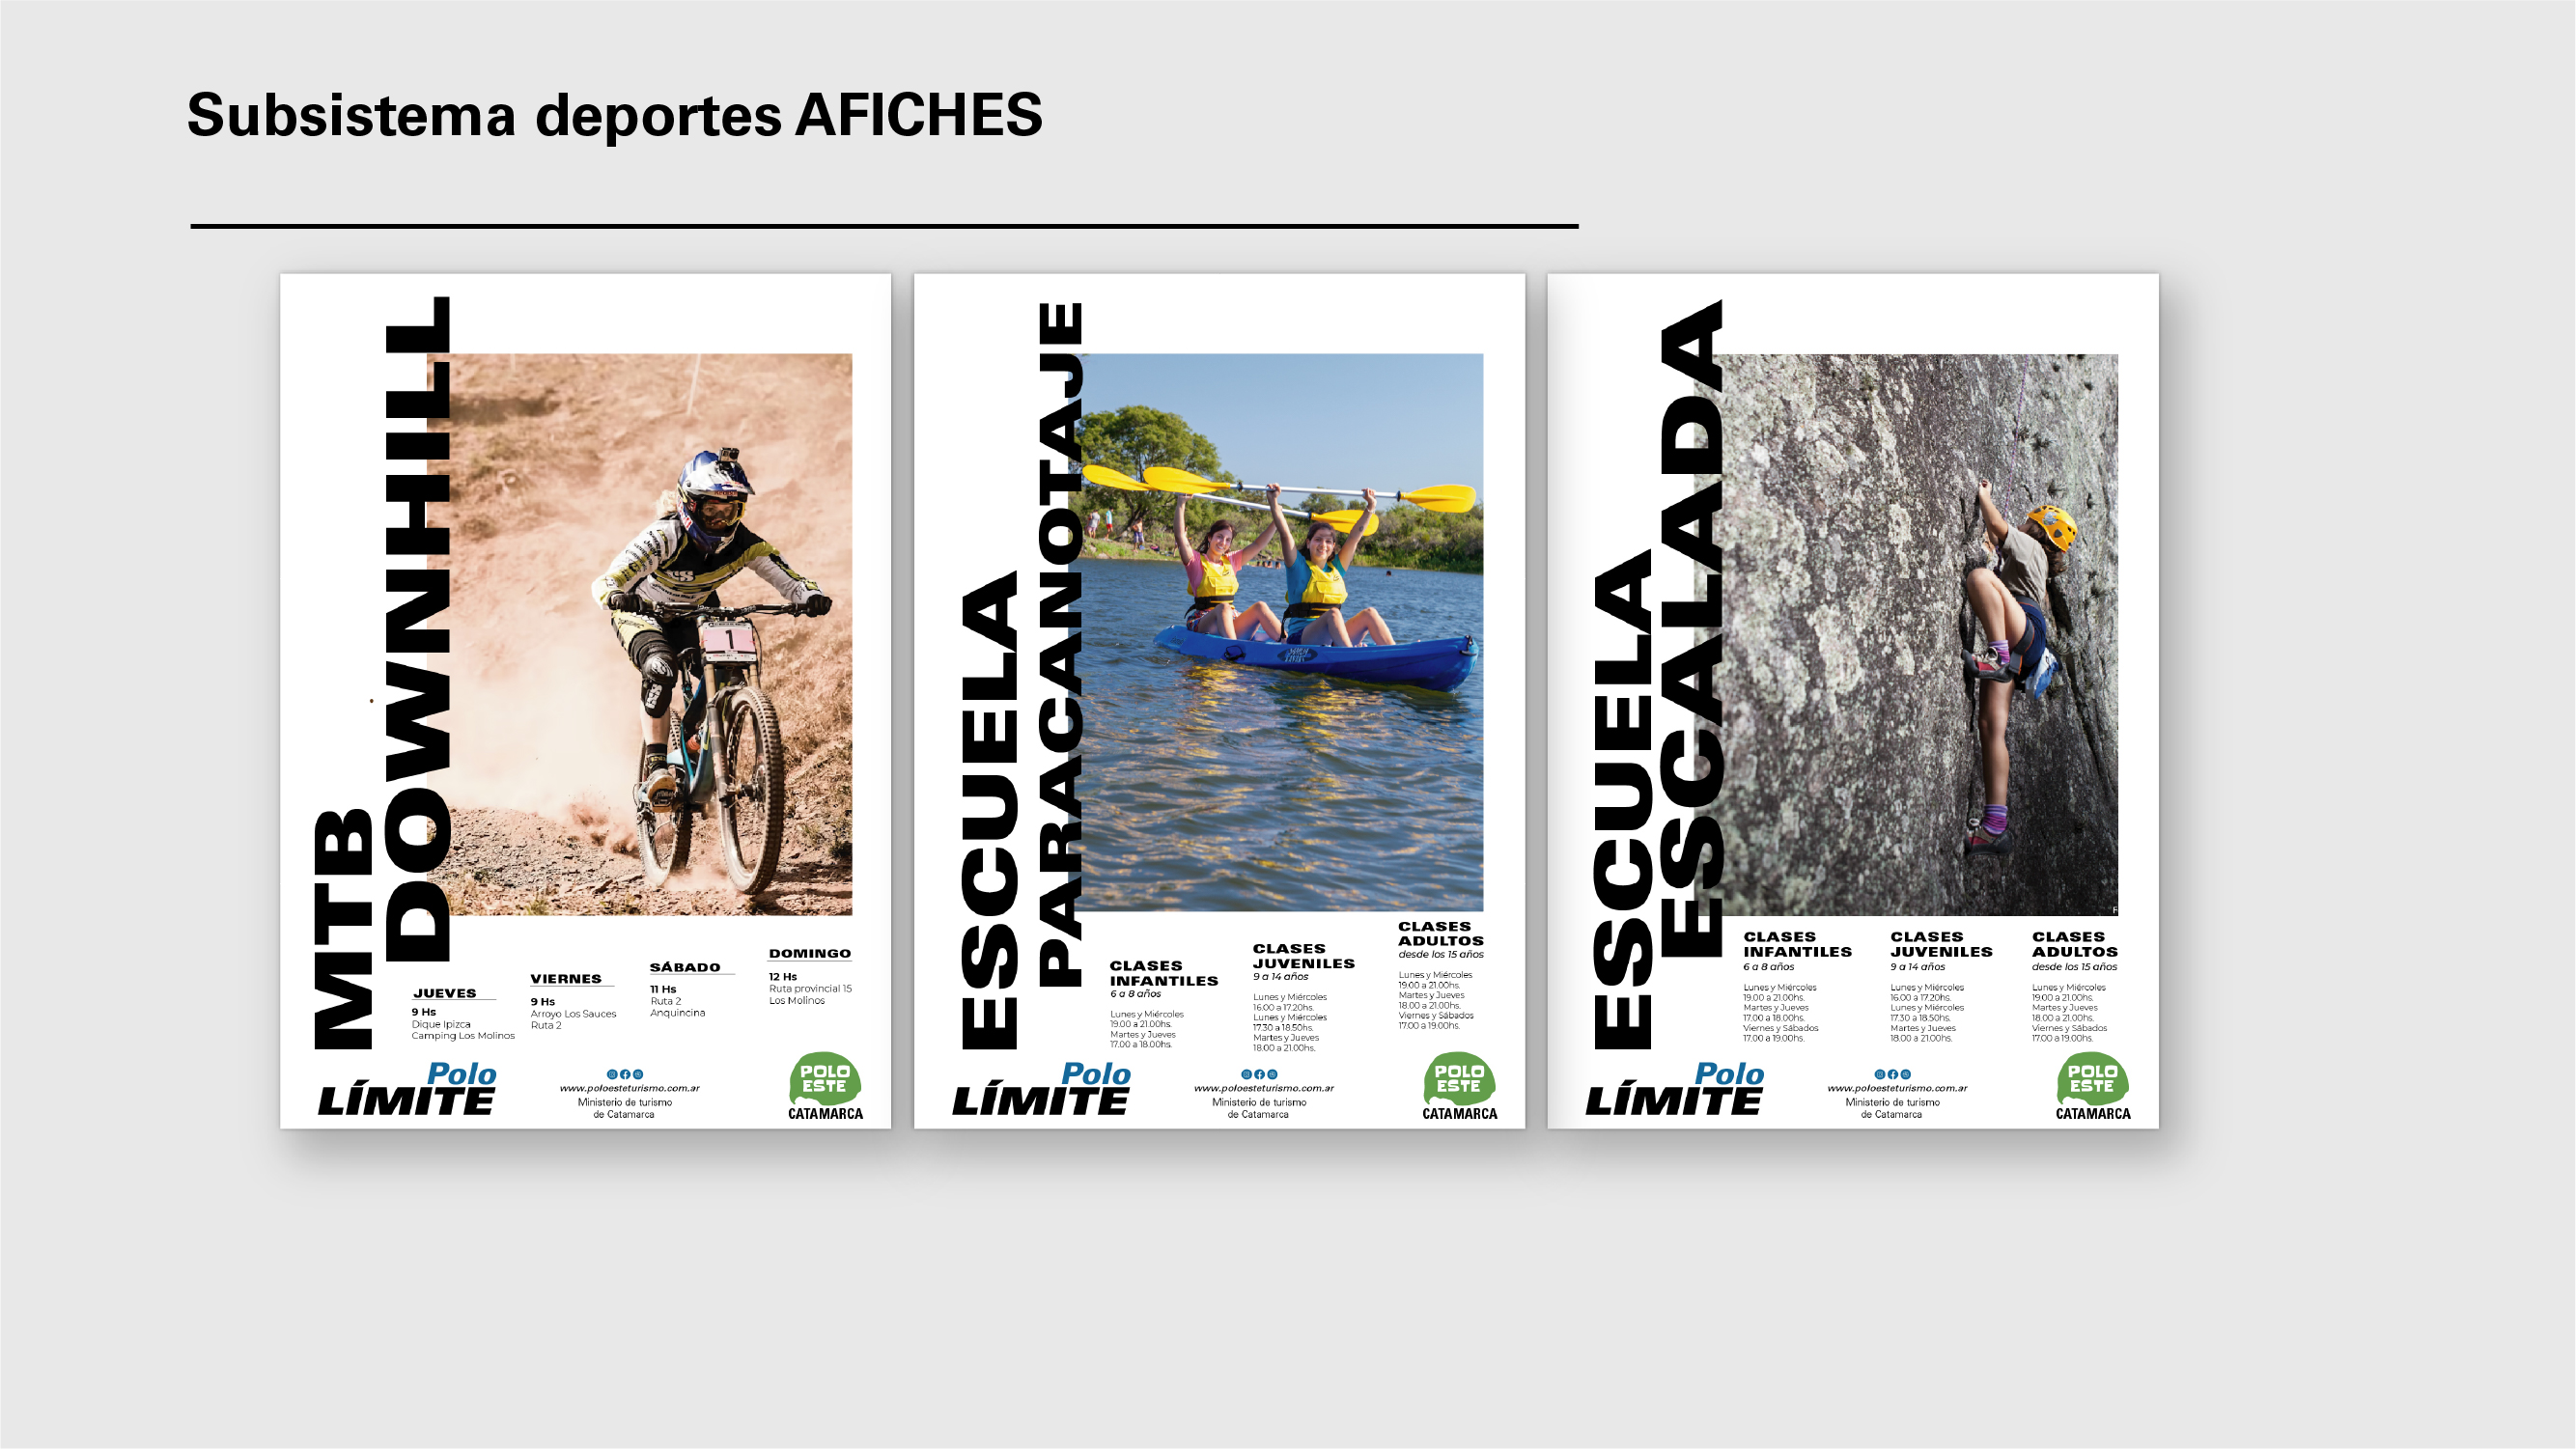 Subsistema deportes AFICHES
MTB
DOWNHILL
JUEVES
9 Hs
Dique Ipizca
Camping Los Molinos
VIERNES
9 Hs
Arroyo Los Sauces
Ruta 2
SÁBADO
11 Hs
Ruta 2
Anquincina
DOMINGO
12 Hs
Ruta provincial 15
Los Molinos
1
Polo
LÍMITE
www.poloesteturismo.com.ar
Ministerio de turismo
de Catamarca
POLO
ESTE
CATAMARCA
ESCUELA
PARACANOTAJE
CLASES
INFANTILES
6 a 8 años
Lunes y Miércoles
19.00 a 21.00hs.
Martes y Jueves
17.00 a 18.00hs.
CLASES
JUVENILES
9 a 14 años
Lunes y Miércoles
16.00 a 17.20hs.
Lunes y Miércoles
17.30 a 18.50hs.
Martes y Jueves
18.00 a 21.00hs.
CLASES
ADULTOS
desde los 15 años
Lunes y Miércoles
19.00 a 21.00hs.
Martes y Jueves
18.00 a 21.00hs.
Viernes y Sábados
17.00 a 19.00hs.
Polo
LÍMITE
www.poloesteturismo.com.ar
Ministerio de turismo
de Catamarca
POLO
ESTE
CATAMARCA
ESCUELA
ESCALADA
CLASES
INFANTILES
6 a 8 años
Lunes y Miércoles
19.00 a 21.00hs.
Martes y Jueves
17.00 a 18.00hs.
Viernes y Sábados
17.00 a 19.00hs.
CLASES
JUVENILES
9 a 14 años
Lunes y Miércoles
16.00 a 17.20hs.
Lunes y Miércoles
17.30 a 18.50hs.
Martes y Jueves
18.00 a 21.00hs.
CLASES
ADULTOS
desde los 15 años
Lunes y Miércoles
19.00 a 21.00hs.
Martes y Jueves
18.00 a 21.00hs.
Viernes y Sábados
17.00 a 19.00hs.
Polo
LÍMITE
www.poloesteturismo.com.ar
Ministerio de turismo
de Catamarca
POLO
ESTE
CATAMARCA